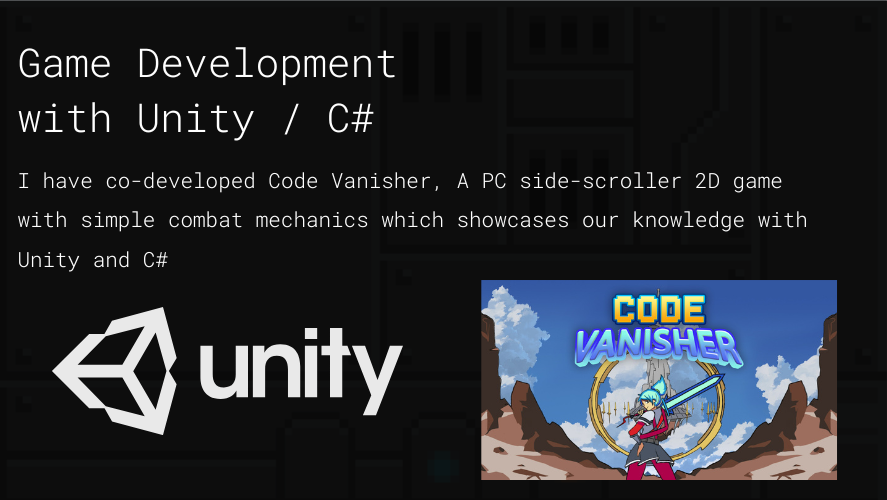 Game Development
with Unity / C#
I have co-developed Code Vanisher, A PC side-scroller 2D game
with simple combat mechanics which showcases our knowledge with
Unity and C#
unity
CODE
VANISHER